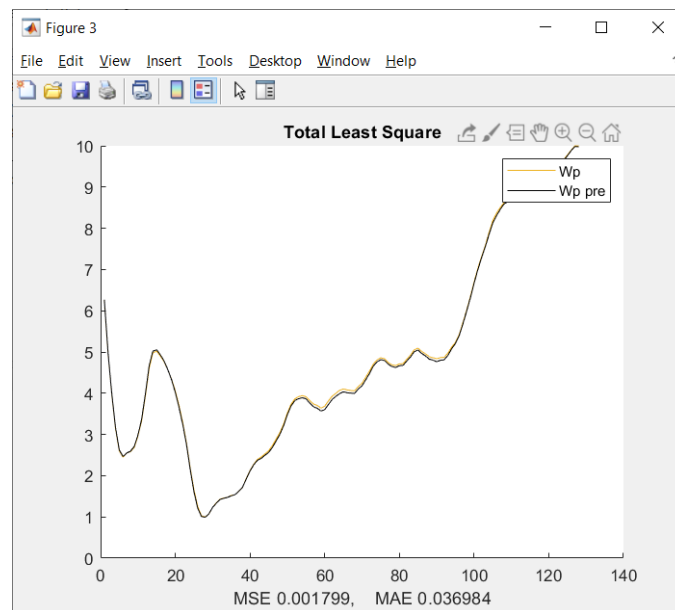 Figure 3
File Edit View Insert Tools Desktop Window Help
Total Least Square
10
9
8
7
6
5
4
3
2
1
0
Wp
Wp pre
0 20 40 60 80 100 120 140
MSE 0.001799, MAE 0.036984